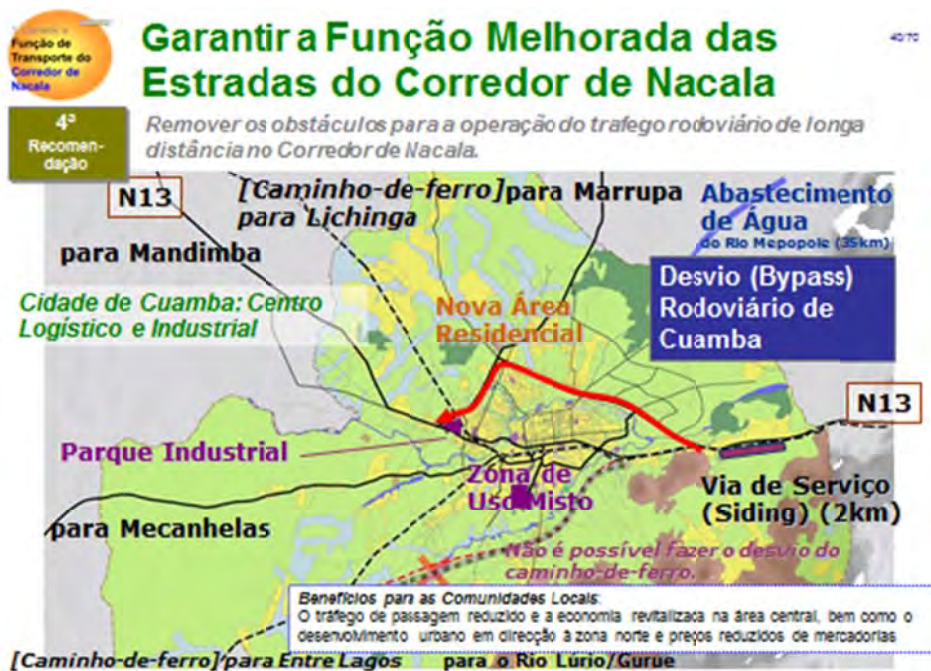 Função de
Transporte do
Corredor de
Nacala
Garantir a Função Melhorada das
Estradas do Corredor de Nacala
40/70
4ª
Recomen-
dação
Remover os obstáculos para a operação do trafego rodoviário de longa
distância no Corredor de Nacala.
N13
[Caminho-de-ferro] para Marrupa
para Lichinga
Abastecimento
de Água
do Rio Mepopole (35km)
para Mandimba
Desvio (Bypass)
Rodoviário de
Cuamba
Cidade de Cuamba: Centro
Logístico e Industrial
Nova Área
Residencial
N13
Parque Industrial
Zona de
Uso Misto
Via de Serviço
(Siding) (2km)
para Mecanhelas
Não é possível fazer o desvio do
caminho-de-ferro.
Benefícios para as Comunidades Locais:
O tráfego de passagem reduzido e a economia revitalizaca na área central, bem como o
desenvolvimento urbano em direcção à zona norte e preços reduzidos de mercadorias
[Caminho-de-ferro] para Entre Lagos
para o Rio Lúrio/Gurue